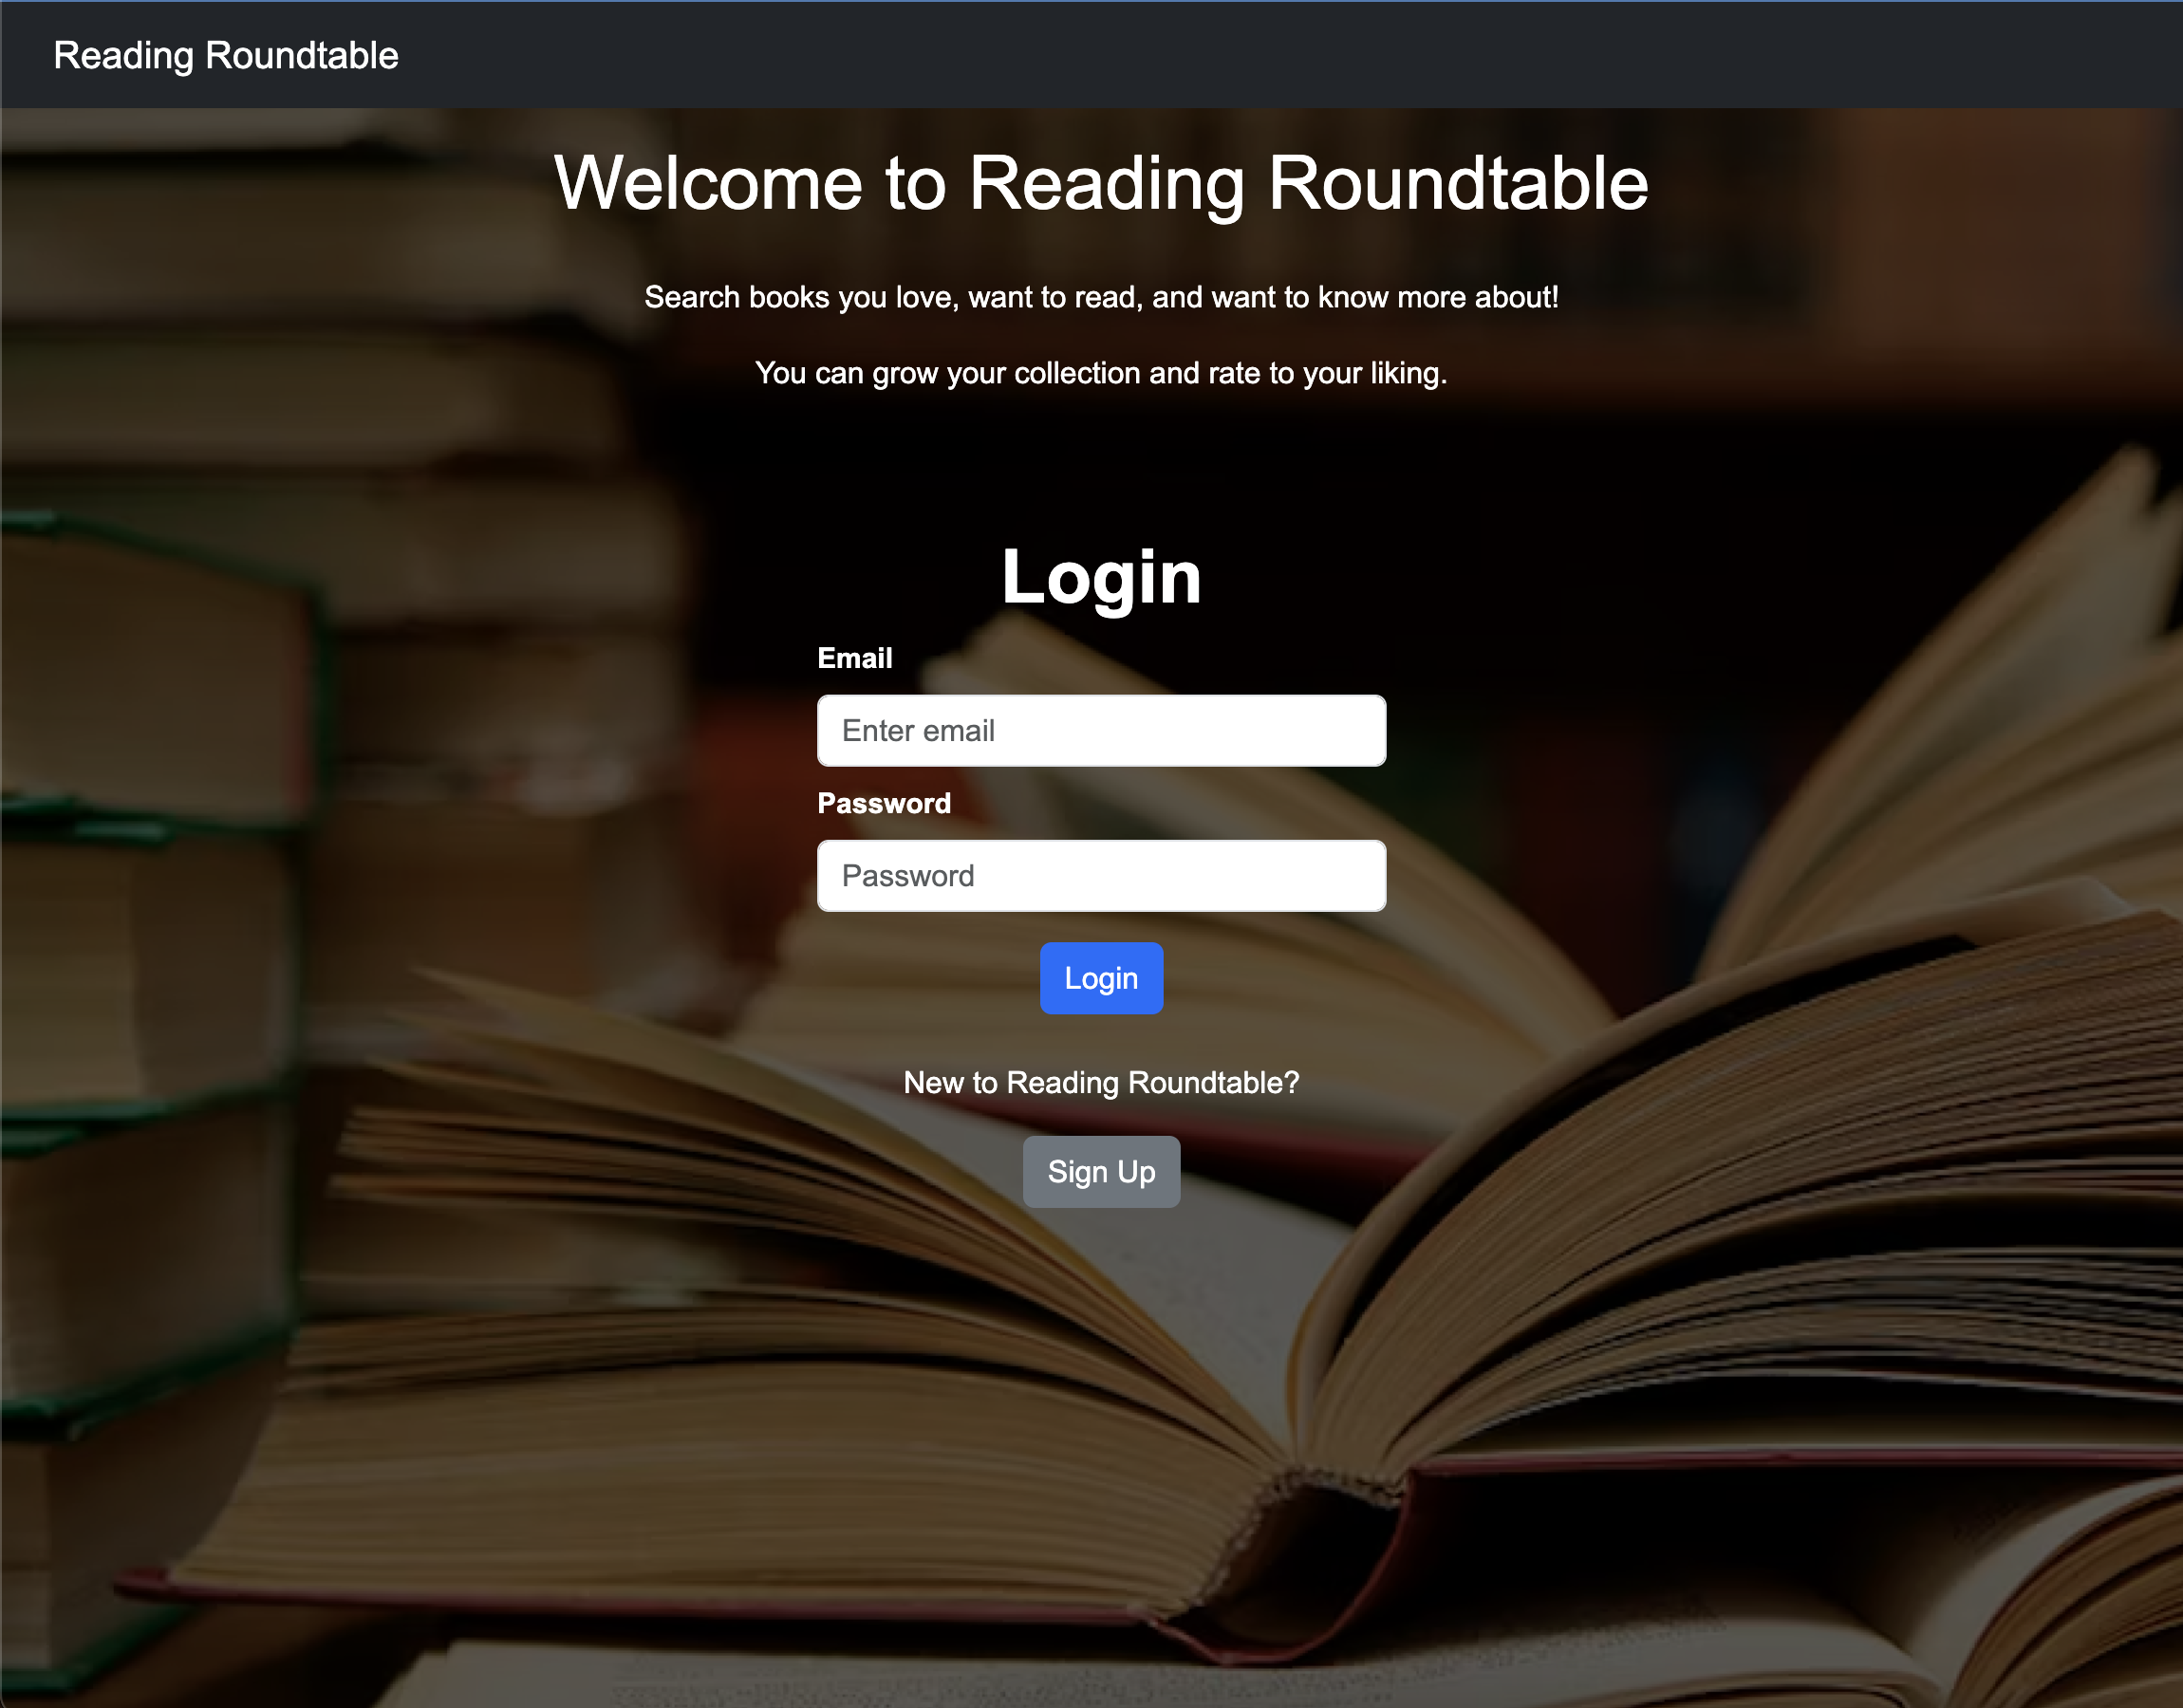 Reading Roundtable
Welcome to Reading Roundtable
Search books you love, want to read, and want to know more about!
You can grow your collection and rate to your liking.
Login
Email
Enter email
Password
Password
Login
New to Reading Roundtable?
Sign Up